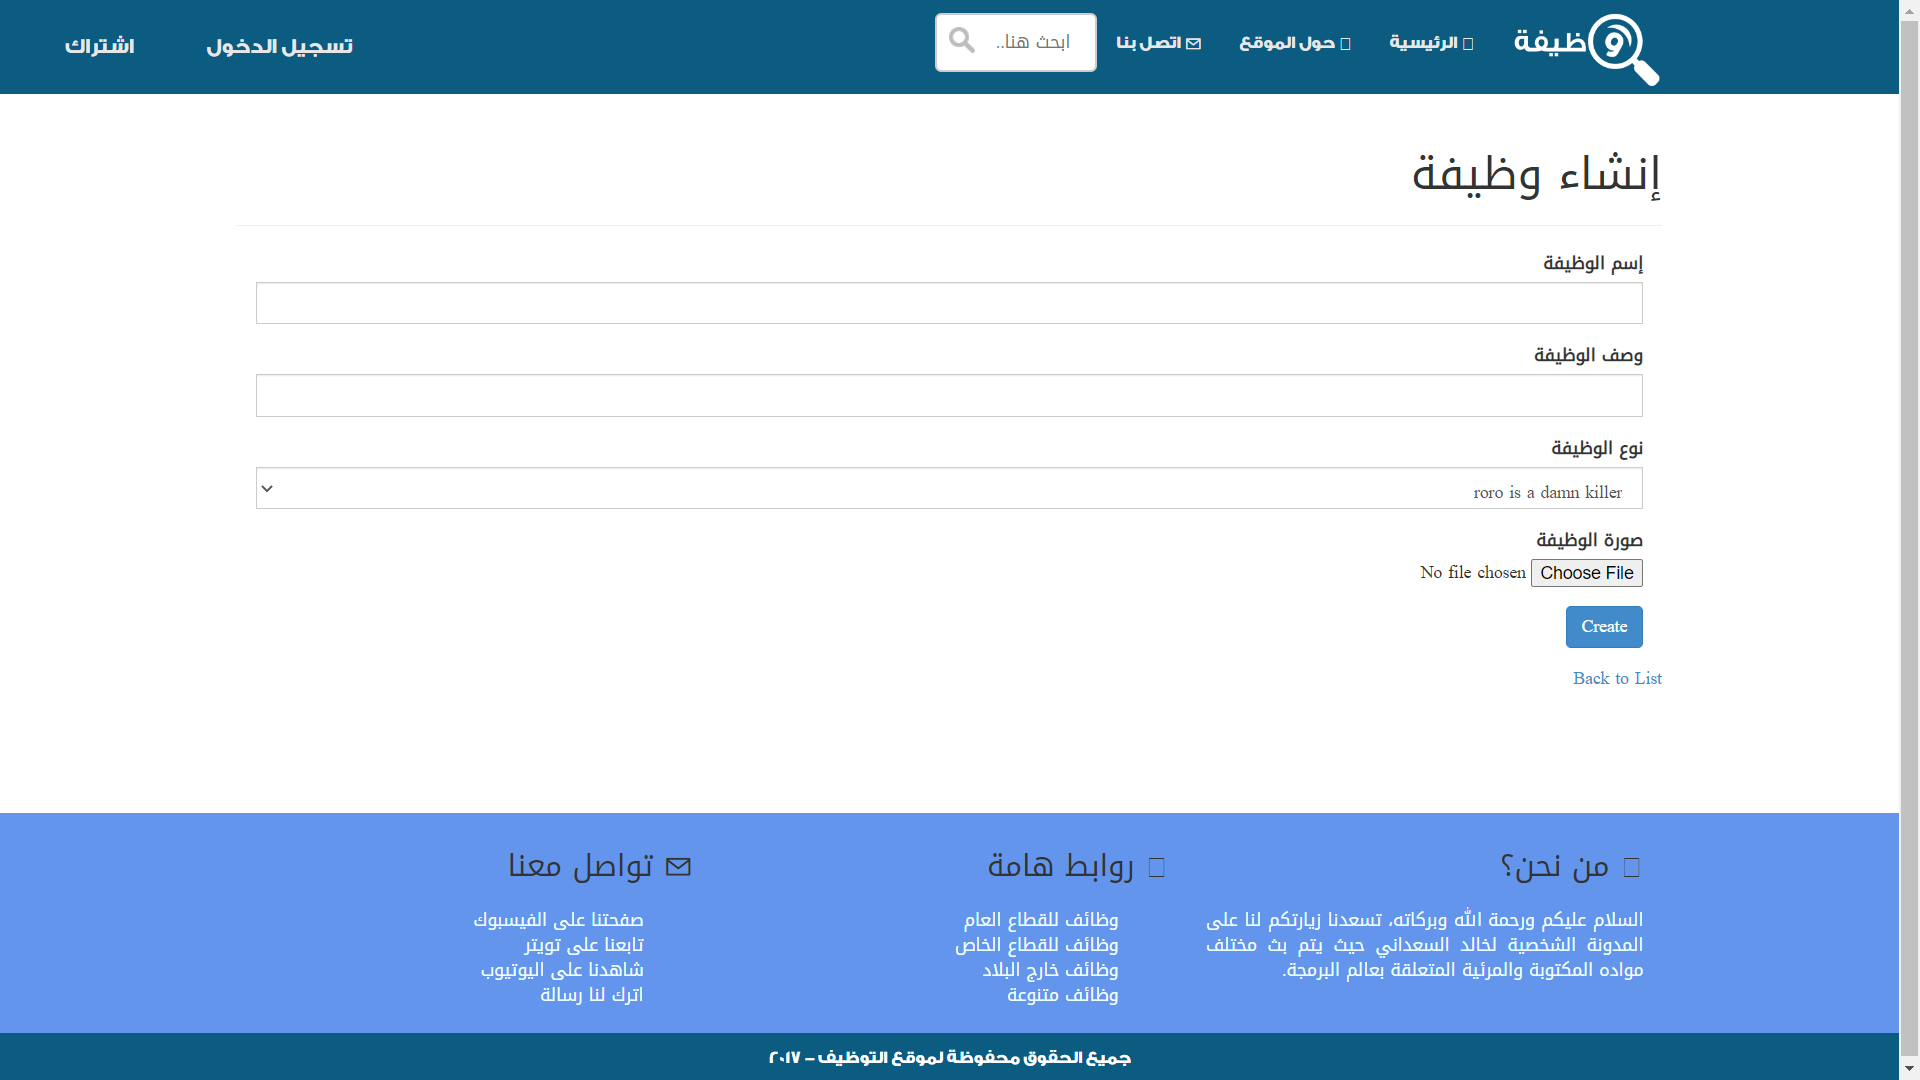 وظيفة
الرئيسية
حول الموقع
اتصل بنا
ابحث هنا..
تسجيل الدخول
اشتراك
إنشاء وظيفة
إسم الوظيفة
وصف الوظيفة
نوع الوظيفة
roro is a damn killer
صورة الوظيفة
Choose File No file chosen
Create
Back to List
من نحن؟
السلام عليكم ورحمة الله وبركاته، تسعدنا زيارتكم لنا على
المدونة الشخصية لخالد السعداني حيث يتم بث مختلف
مواده المكتوبة والمرئية المتعلقة بعالم البرمجة.
روابط هامة
وظائف للقطاع العام
وظائف للقطاع الخاص
وظائف خارج البلاد
وظائف متنوعة
تواصل معنا
صفحتنا على الفيسبوك
تابعنا على تويتر
شاهدنا على اليوتيوب
اترك لنا رسالة
جميع الحقوق محفوظة لموقع التوظيف - ٢٠١٧